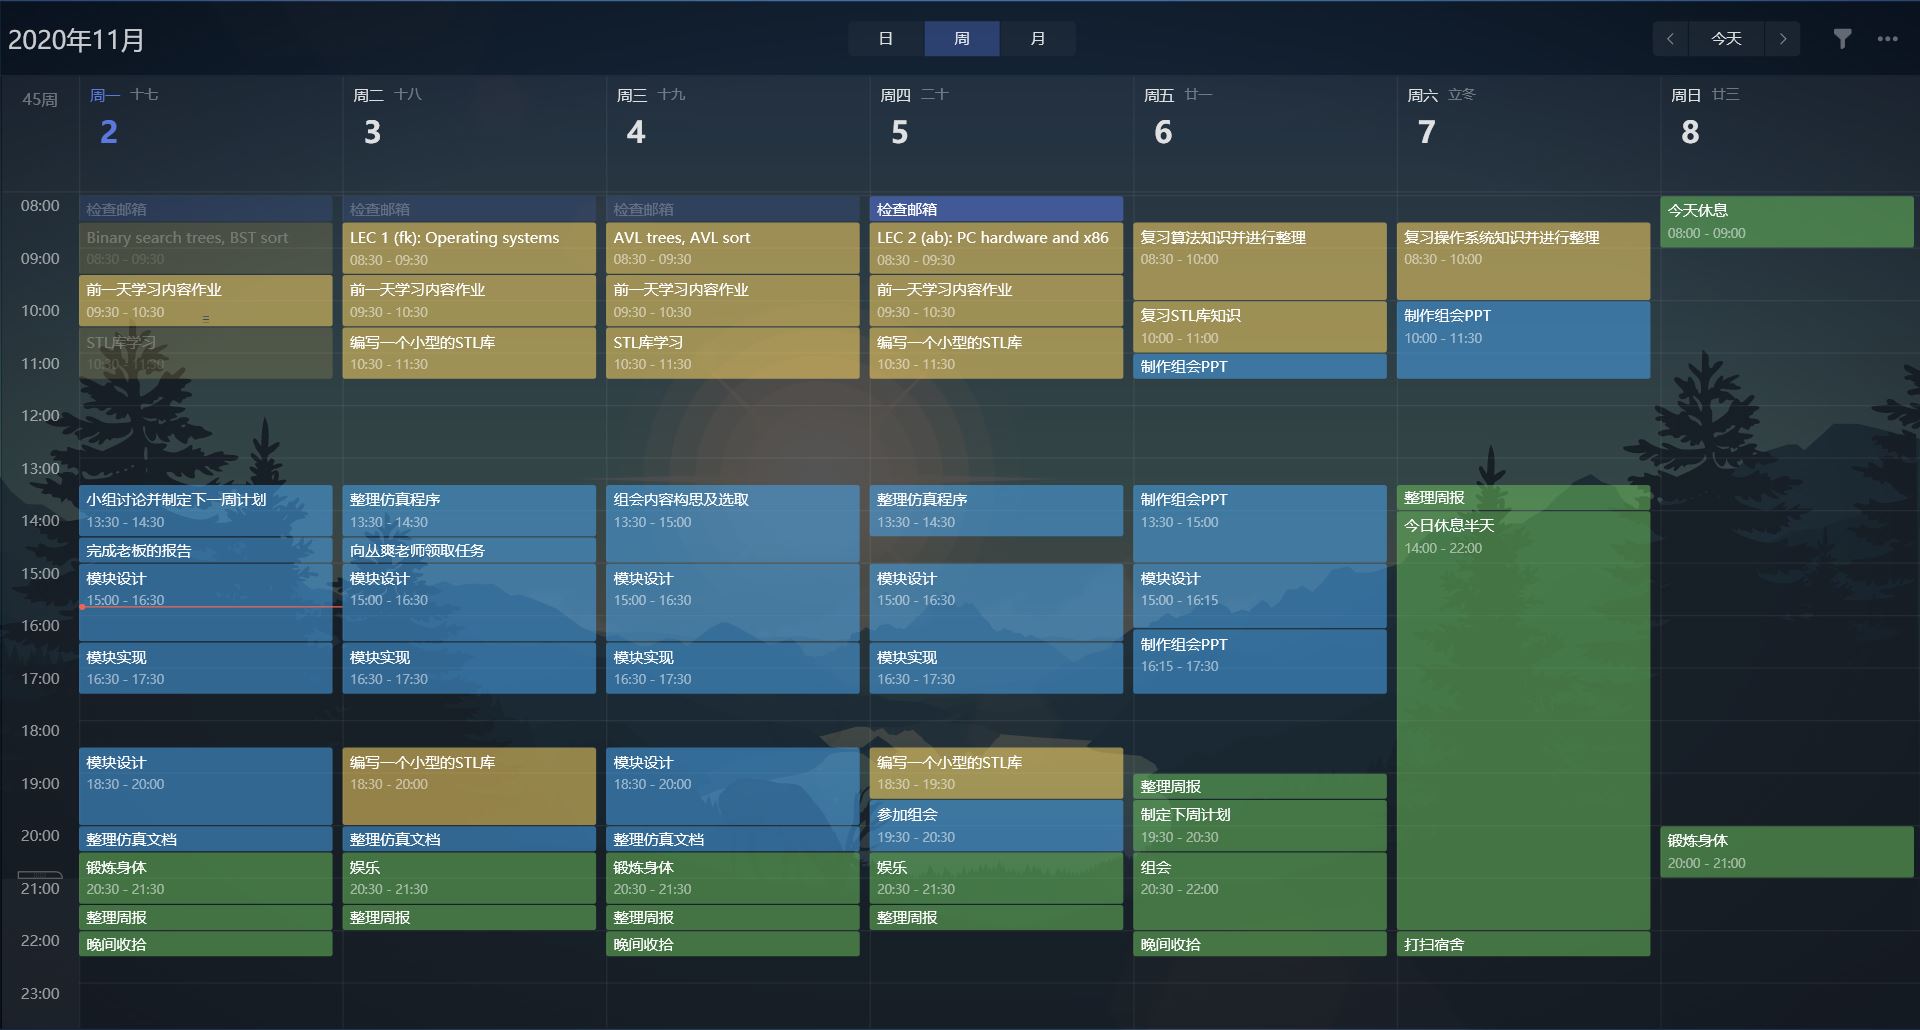 2020年11月
日 周 月
今天
45周
周一 十七
2
周二 十八
3
周三 十九
4
周四 二十
5
周五 廿一
6
周六 立冬
7
周日 廿三
8
08:00
09:00
10:00
11:00
12:00
13:00
14:00
15:00
16:00
17:00
18:00
19:00
20:00
21:00
22:00
23:00
检查邮箱
Binary search trees, BST sort
08:30 - 09:30
前一天学习内容作业
09:30 - 10:30
STL库学习
10:30 - 11:30
小组讨论并制定下一周计划
13:30 - 14:30
完成老板的报告
模块设计
15:00 - 16:30
模块实现
16:30 - 17:30
模块设计
18:30 - 20:00
整理仿真文档
锻炼身体
20:30 - 21:30
整理周报
晚间收拾
检查邮箱
LEC 1 (fk): Operating systems
08:30 - 09:30
前一天学习内容作业
09:30 - 10:30
编写一个小型的STL库
10:30 - 11:30
整理仿真程序
13:30 - 14:30
向丛爽老师领取任务
模块设计
15:00 - 16:30
模块实现
16:30 - 17:30
编写一个小型的STL库
18:30 - 20:00
整理仿真文档
娱乐
20:30 - 21:30
整理周报
检查邮箱
AVL trees, AVL sort
08:30 - 09:30
前一天学习内容作业
09:30 - 10:30
STL库学习
10:30 - 11:30
组会内容构思及选取
13:30 - 15:00
模块设计
15:00 - 16:30
模块实现
16:30 - 17:30
模块设计
18:30 - 20:00
整理仿真文档
锻炼身体
20:30 - 21:30
整理周报
晚间收拾
检查邮箱
LEC 2 (ab): PC hardware and x86
08:30 - 09:30
前一天学习内容作业
09:30 - 10:30
编写一个小型的STL库
10:30 - 11:30
整理仿真程序
13:30 - 14:30
模块设计
15:00 - 16:30
模块实现
16:30 - 17:30
编写一个小型的STL库
18:30 - 19:30
参加组会
19:30 - 20:30
娱乐
20:30 - 21:30
整理周报
复习算法知识并进行整理
08:30 - 10:00
复习STL库知识
10:00 - 11:00
制作组会PPT
制作组会PPT
13:30 - 15:00
模块设计
15:00 - 16:15
制作组会PPT
16:15 - 17:30
整理周报
制定下周计划
19:30 - 20:30
组会
20:30 - 22:00
晚间收拾
复习操作系统知识并进行整理
08:30 - 10:00
制作组会PPT
10:00 - 11:30
整理周报
今日休息半天
14:00 - 22:00
打扫宿舍
今天休息
08:00 - 09:00
锻炼身体
20:00 - 21:00